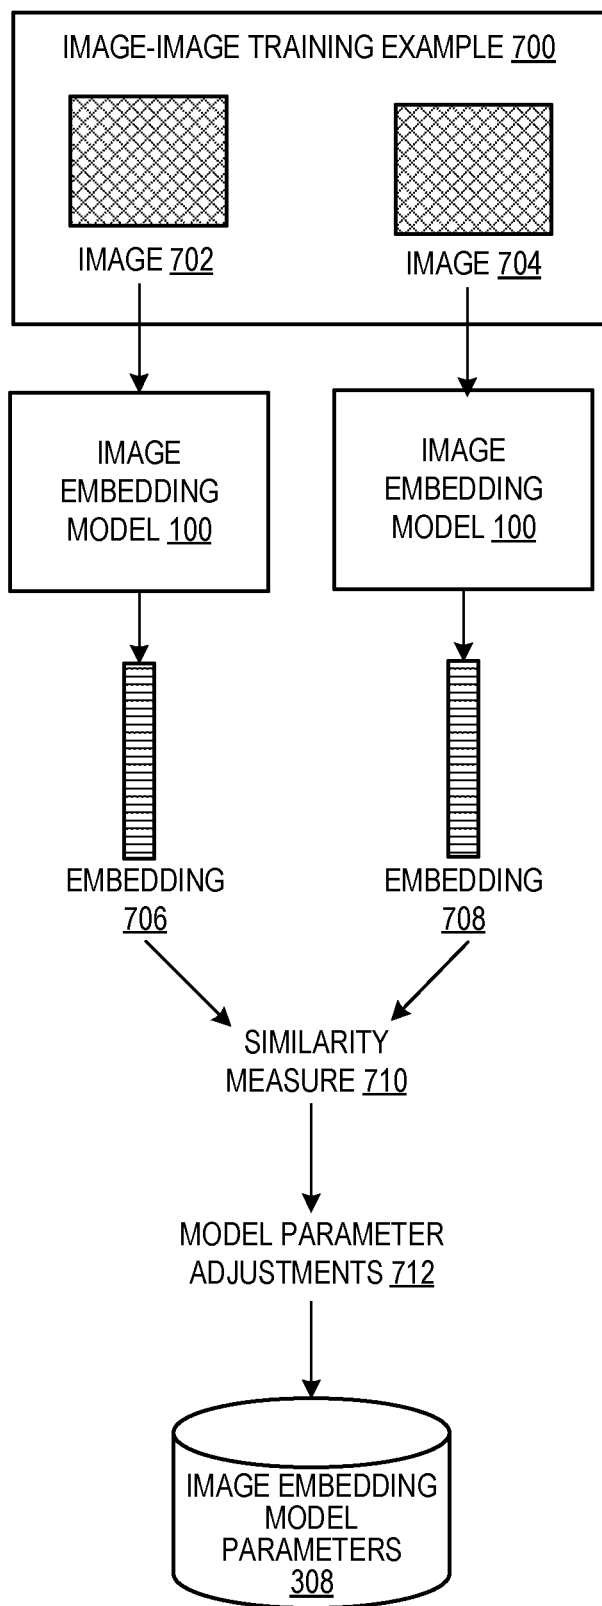 IMAGE-IMAGE TRAINING EXAMPLE 700
IMAGE 702
IMAGE 704
IMAGE
EMBEDDING
MODEL 100
IMAGE
EMBEDDING
MODEL 100
EMBEDDING
706
EMBEDDING
708
SIMILARITY
MEASURE 710
MODEL PARAMETER
ADJUSTMENTS 712
IMAGE EMBEDDING
MODEL
PARAMETERS
308